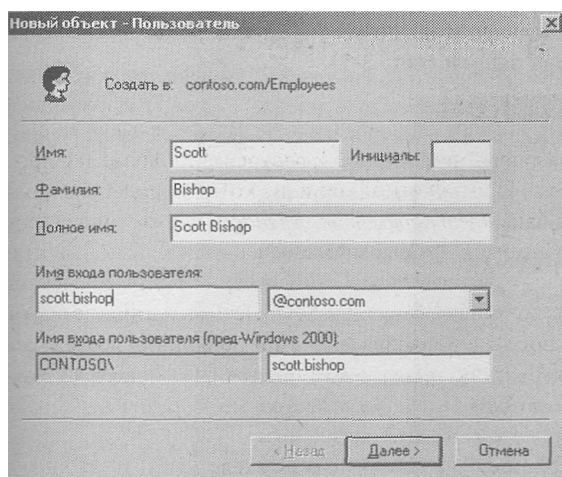 Новый объект - Пользователь
Создать в: contoso.com/Employees
Имя: Scott Инициалы:
Фамилия: Bishop
Полное имя: Scott Bishop
Имя входа пользователя:
scott.bishop @contoso.com
Имя входа пользователя (пред-Windows 2000):
CONTOSO\ scott.bishop
< Назад Далее > Отмена